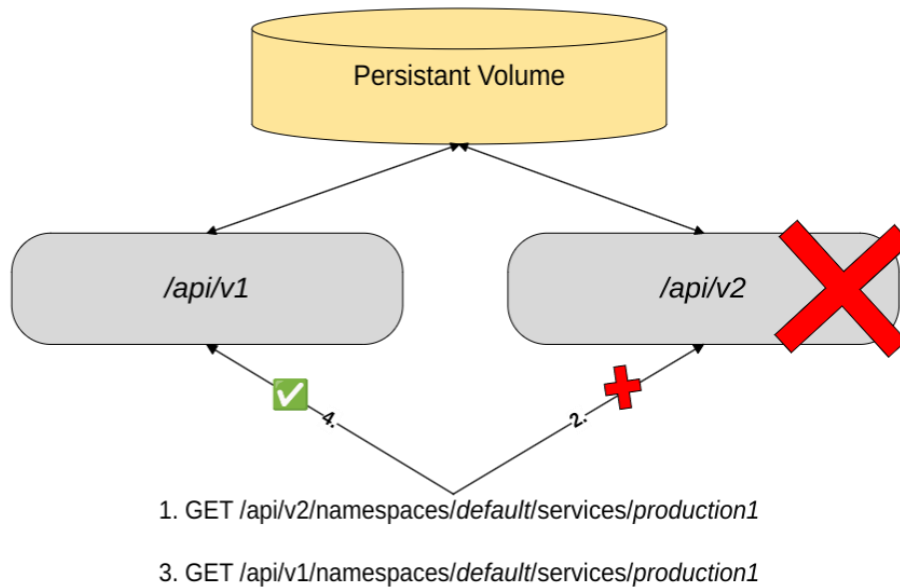 Persistant Volume
/api/v1
/api/v2
4.
2.
1. GET /api/v2/namespaces/default/services/production1
3. GET /api/v1/namespaces/default/services/production1